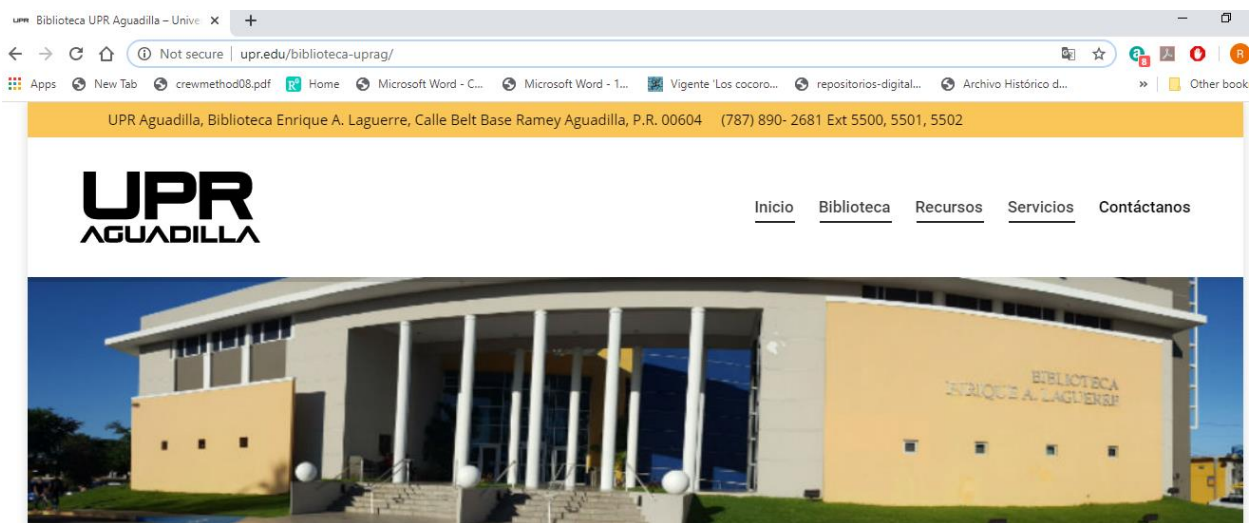 UPR Biblioteca UPR Aguadilla – Unive
Not secure | upr.edu/biblioteca-uprag/
Apps New Tab crewmethod08.pdf Home Microsoft Word - C... Microsoft Word - 1... Vigente 'Los cocoro... repositorios-digital... Archivo Histórico d... » Other book
UPR Aguadilla, Biblioteca Enrique A. Laguerre, Calle Belt Base Ramey Aguadilla, P.R. 00604 (787) 890- 2681 Ext 5500, 5501, 5502
UPR
AGUADILLA
Inicio Biblioteca Recursos Servicios Contáctanos
BIBLIOTECA
ENRIQUE A. LAGUERRE